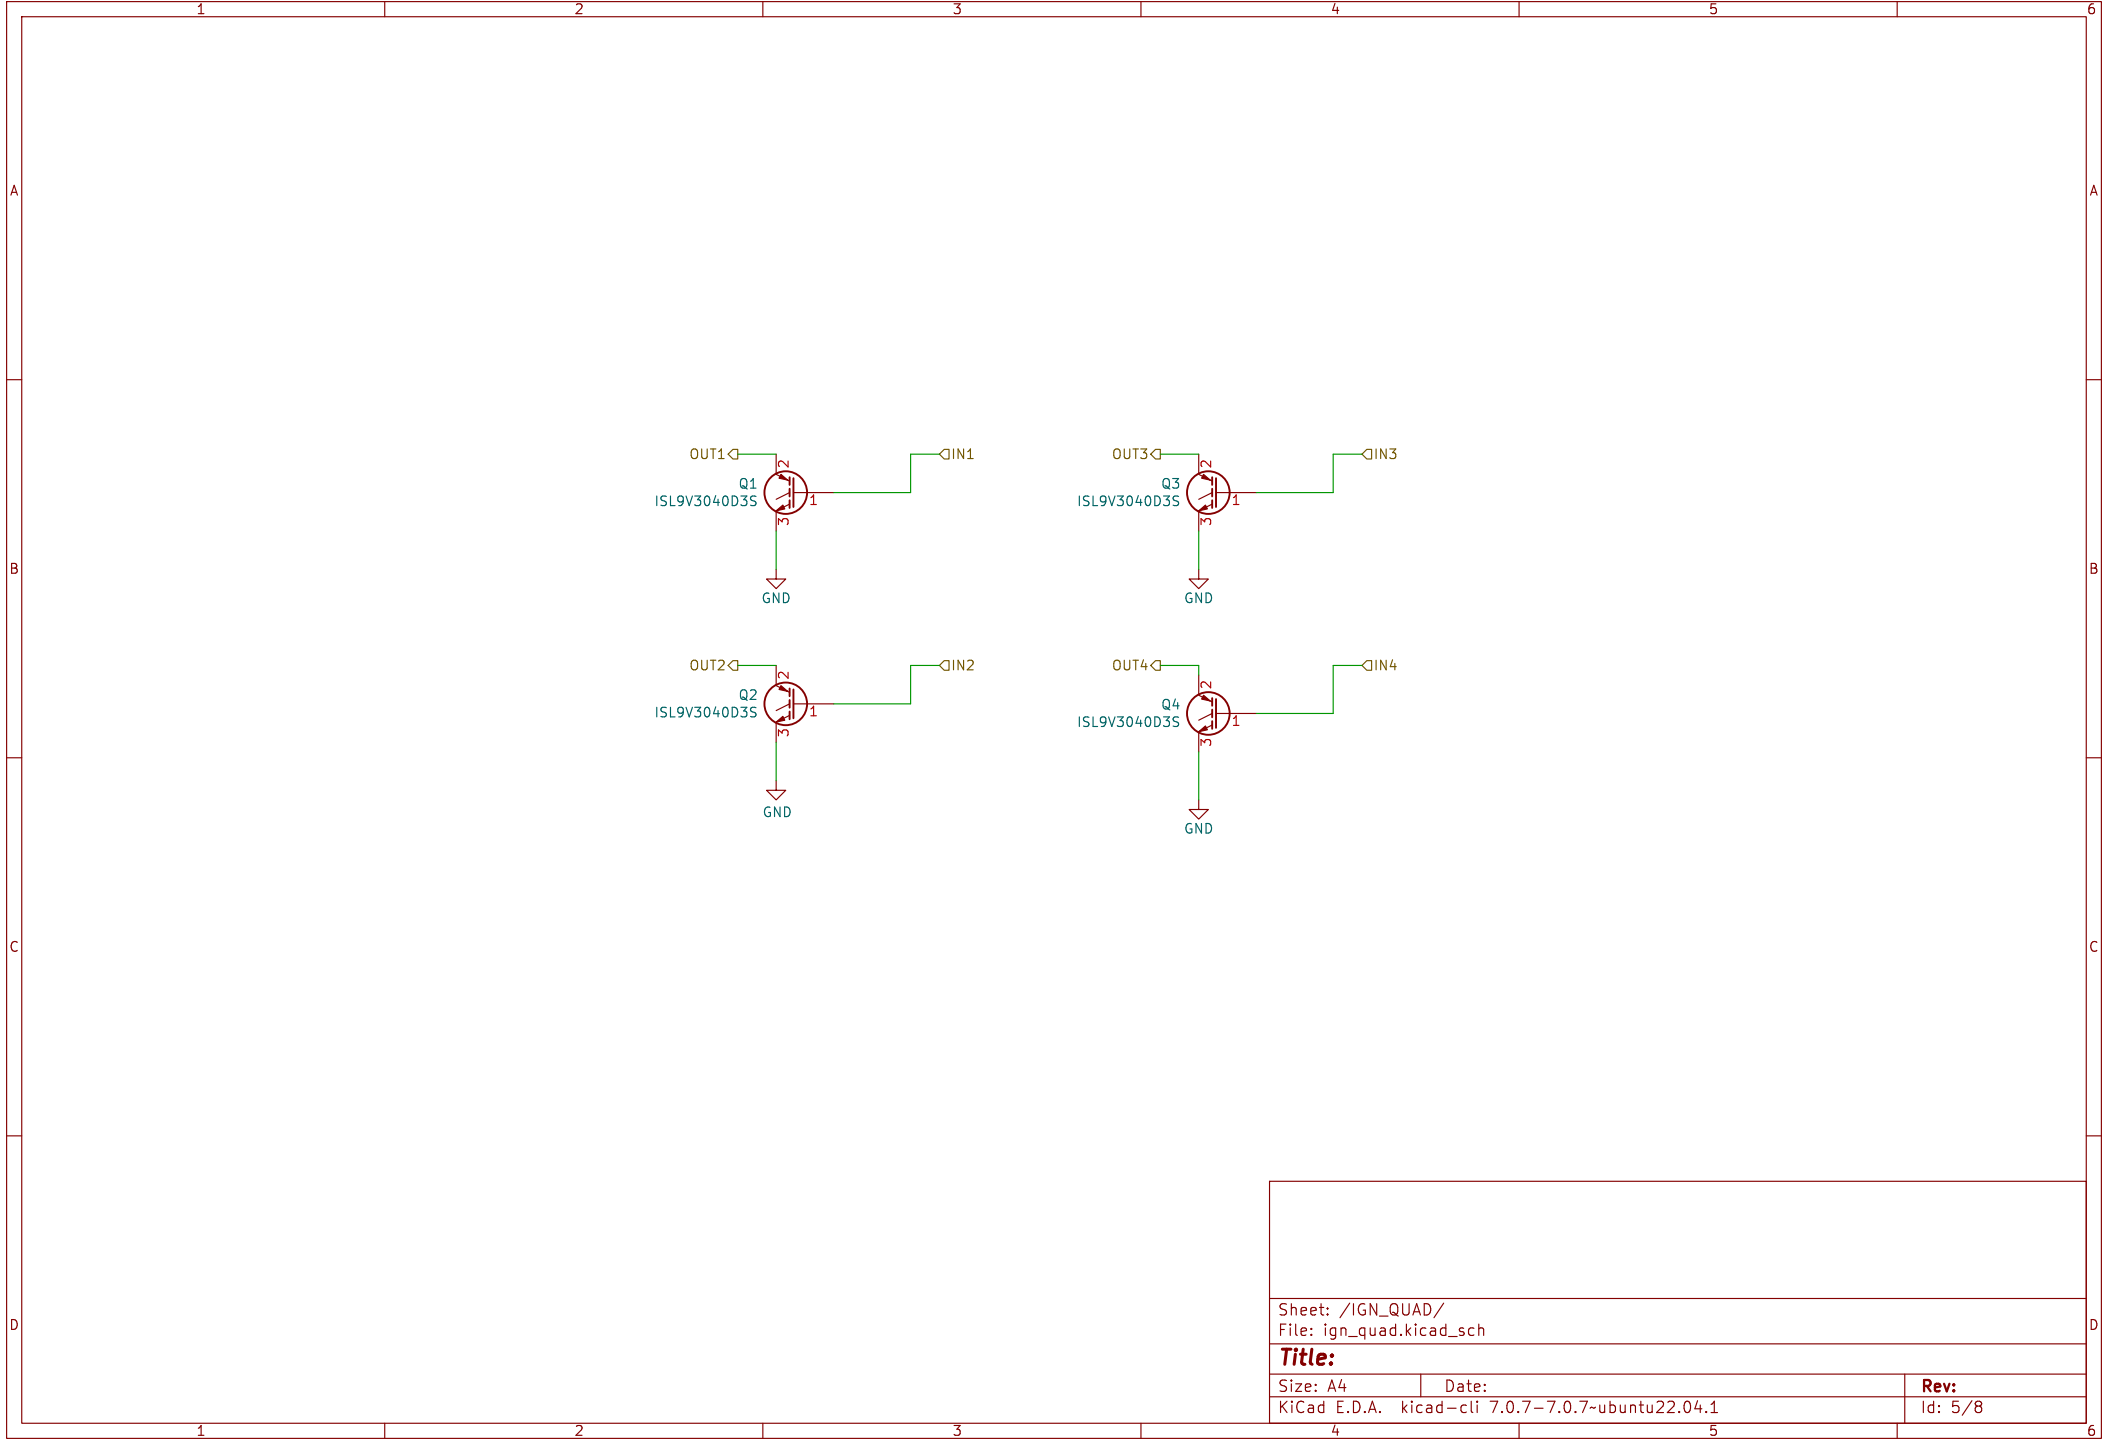 1 2 3 4 5 6
A A
OUT1 IN1 OUT3 IN3
2 2
Q1 Q3
ISL9V3040D3S 1 ISL9V3040D3S 1
3 3
B B
GND GND
OUT2 IN2 OUT4 IN4
2 2
Q2 Q4
ISL9V3040D3S 1 ISL9V3040D3S 1
3 3
GND GND
C C
Sheet: /IGN_QUAD/
File: ign_quad.kicad_sch
D D
Title:
Size: A4 Date: Rev:
KiCad E.D.A. kicad-cli 7.0.7-7.0.7~ubuntu22.04.1 Id: 5/8
1 2 3 4 5 6